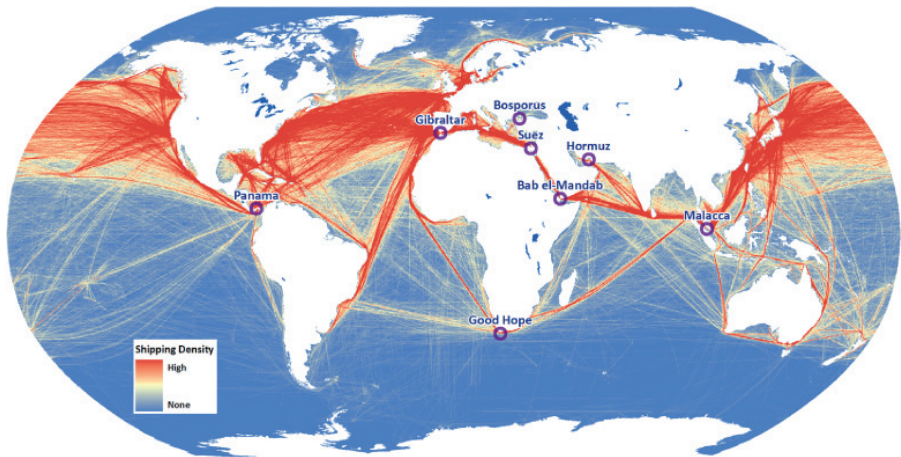 Bosporus
Gibraltar
Suez
Hormuz
Bab el-Mandab
Panama
Malacca
Good Hope
Shipping Density
High
None